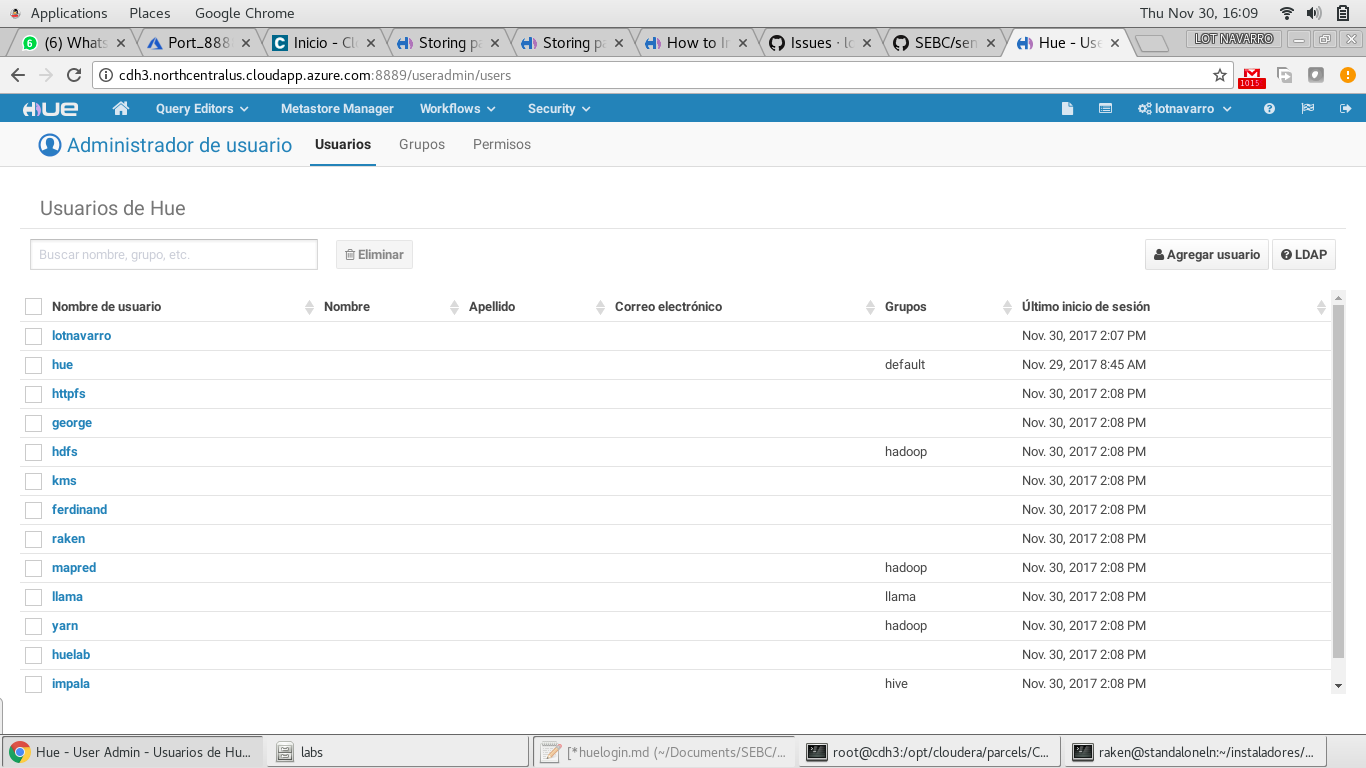 Applications Places Google Chrome Thu Nov 30, 16:09
(6) Whats Port_888 Inicio - Clo Storing pa Storing pa How to In Issues · lo SEBC/sen Hue - Use LOT NAVARRO
cdh3.northcentralus.cloudapp.azure.com:8889/useradmin/users 1015
HUE Query Editors Metastore Manager Workflows Security lotnavarro
Administrador de usuario Usuarios Grupos Permisos
Usuarios de Hue
Buscar nombre, grupo, etc. Eliminar Agregar usuario LDAP
Nombre de usuario Nombre Apellido Correo electrónico Grupos Último inicio de sesión
lotnavarro Nov. 30, 2017 2:07 PM
hue default Nov. 29, 2017 8:45 AM
httpfs Nov. 30, 2017 2:08 PM
george Nov. 30, 2017 2:08 PM
hdfs hadoop Nov. 30, 2017 2:08 PM
kms Nov. 30, 2017 2:08 PM
ferdinand Nov. 30, 2017 2:08 PM
raken Nov. 30, 2017 2:08 PM
mapred hadoop Nov. 30, 2017 2:08 PM
llama llama Nov. 30, 2017 2:08 PM
yarn hadoop Nov. 30, 2017 2:08 PM
huelab Nov. 30, 2017 2:08 PM
impala hive Nov. 30, 2017 2:08 PM
Hue - User Admin - Usuarios de Hu... labs [*huelogin.md (~/Documents/SEBC/... root@cdh3:/opt/cloudera/parcels/C... raken@standaloneln:~/instaladores/...